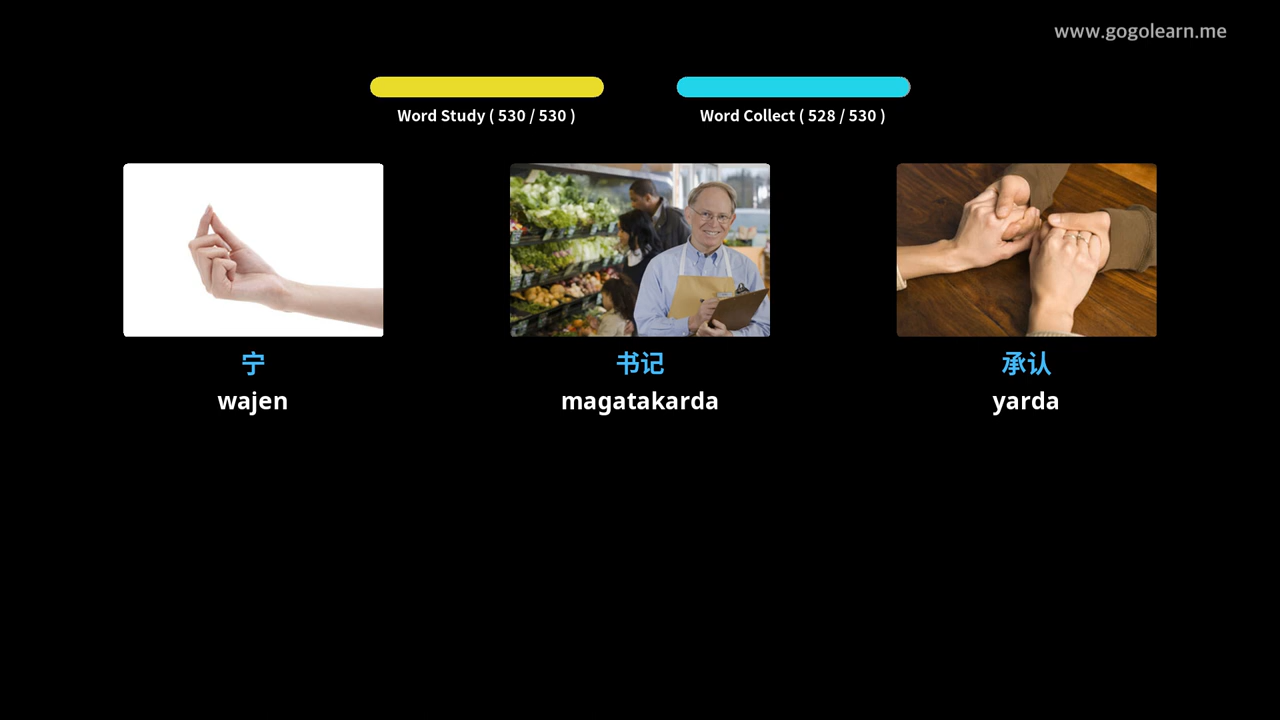 www.gogolearn.me
Word Study ( 530 / 530 )
Word Collect ( 528 / 530 )
宁
wajen
书记
magatakarda
承认
yarda